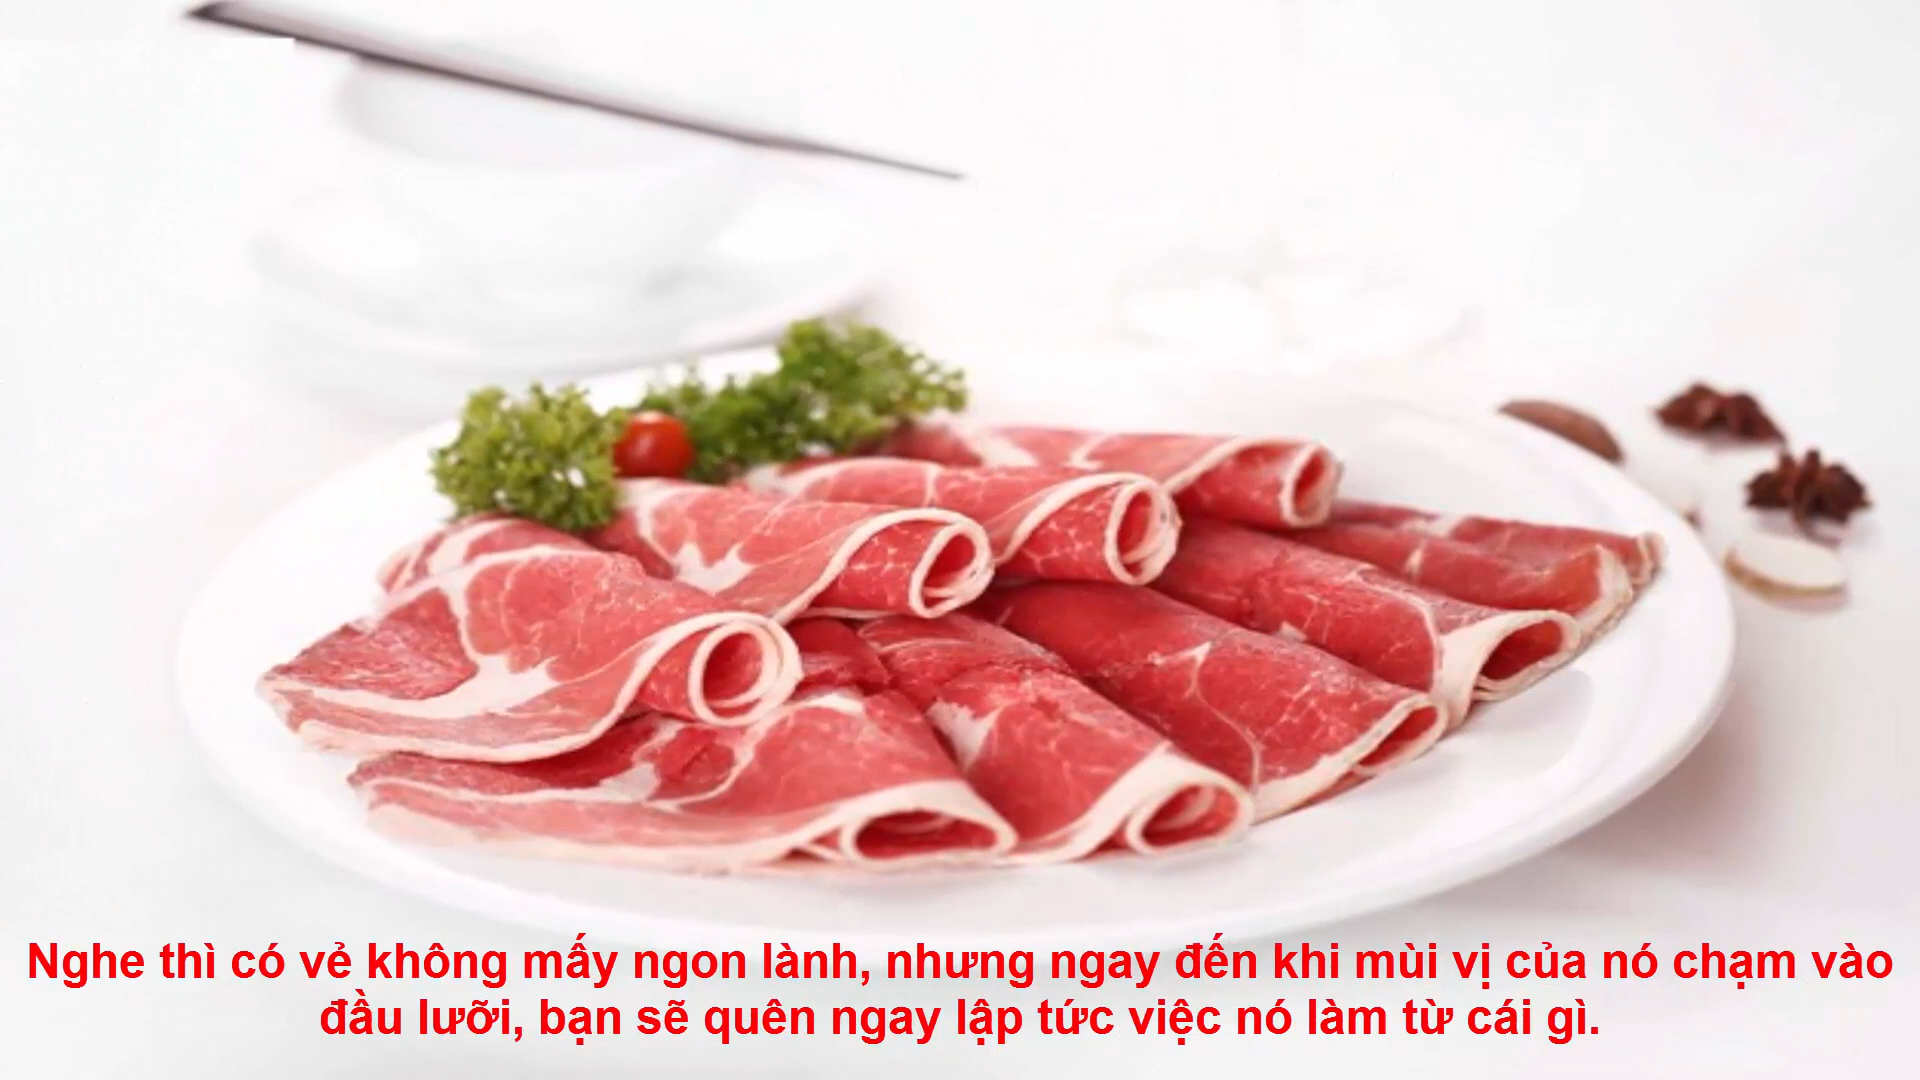 Nghe thì có vẻ không mấy ngon lành, nhưng ngay đến khi mùi vị của nó chạm vào
đầu lưỡi, bạn sẽ quên ngay lập tức việc nó làm từ cái gì.